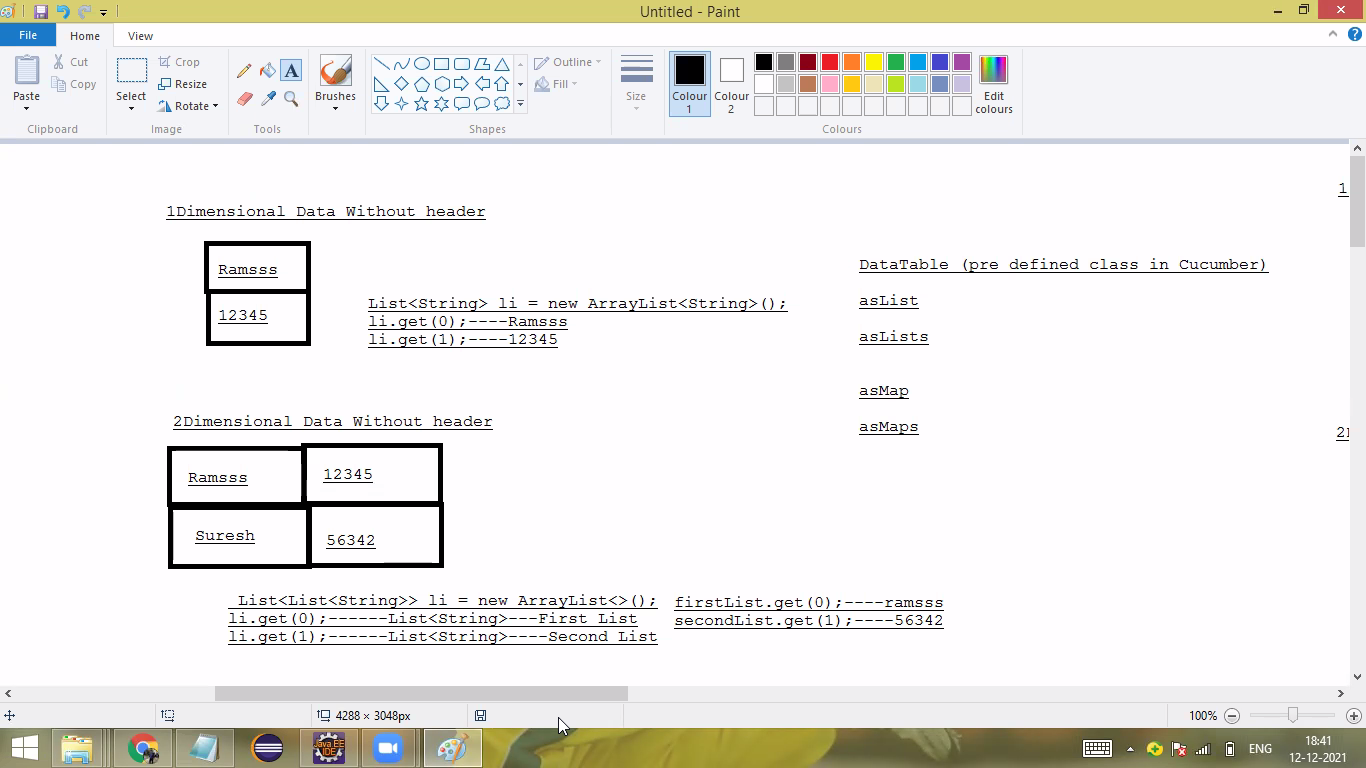 Untitled - Paint
File
Home
View
Paste
Cut
Copy
Clipboard
Select
Crop
Resize
Rotate
Image
A
Tools
Brushes
Outline
Fill
Shapes
Size
Colour 1
Colour 2
Edit colours
Colours
1Dimensional Data Without header
Ramsss
12345
List<String> li = new ArrayList<String>();
li.get(0);----Ramsss
li.get(1);----12345
2Dimensional Data Without header
Ramsss
12345
Suresh
56342
List<List<String>> li = new ArrayList<>();
li.get(0);------List<String>---First List
li.get(1);------List<String>----Second List
firstList.get(0);----ramsss
secondList.get(1);----56342
DataTable (pre defined class in Cucumber)
asList
asLists
asMap
asMaps
1
4288 × 3048px
100%
Java EE
IDE
ENG
18:41
12-12-2021